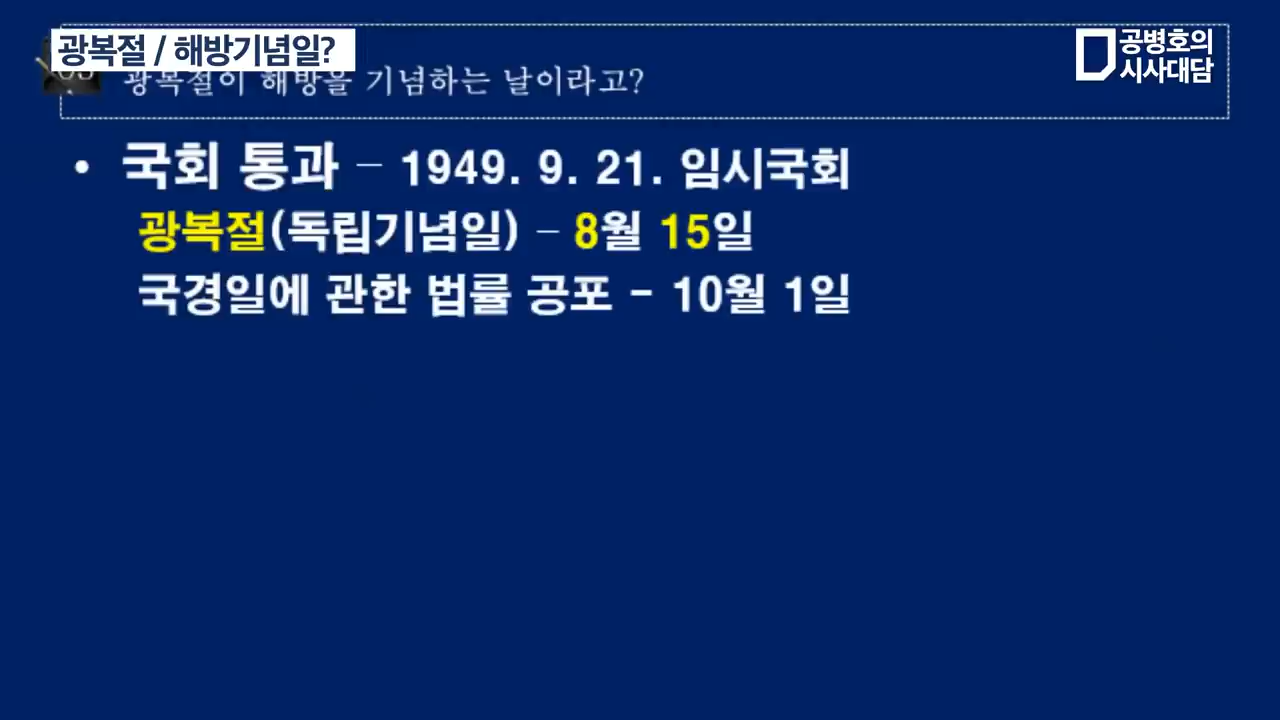 광복절 / 해방기념일?
공병호의
시사대담
광복절이 해방을 기념하는 날이라고?
• 국회 통과 – 1949. 9. 21. 임시국회
광복절(독립기념일) – 8월 15일
국경일에 관한 법률 공포 - 10월 1일